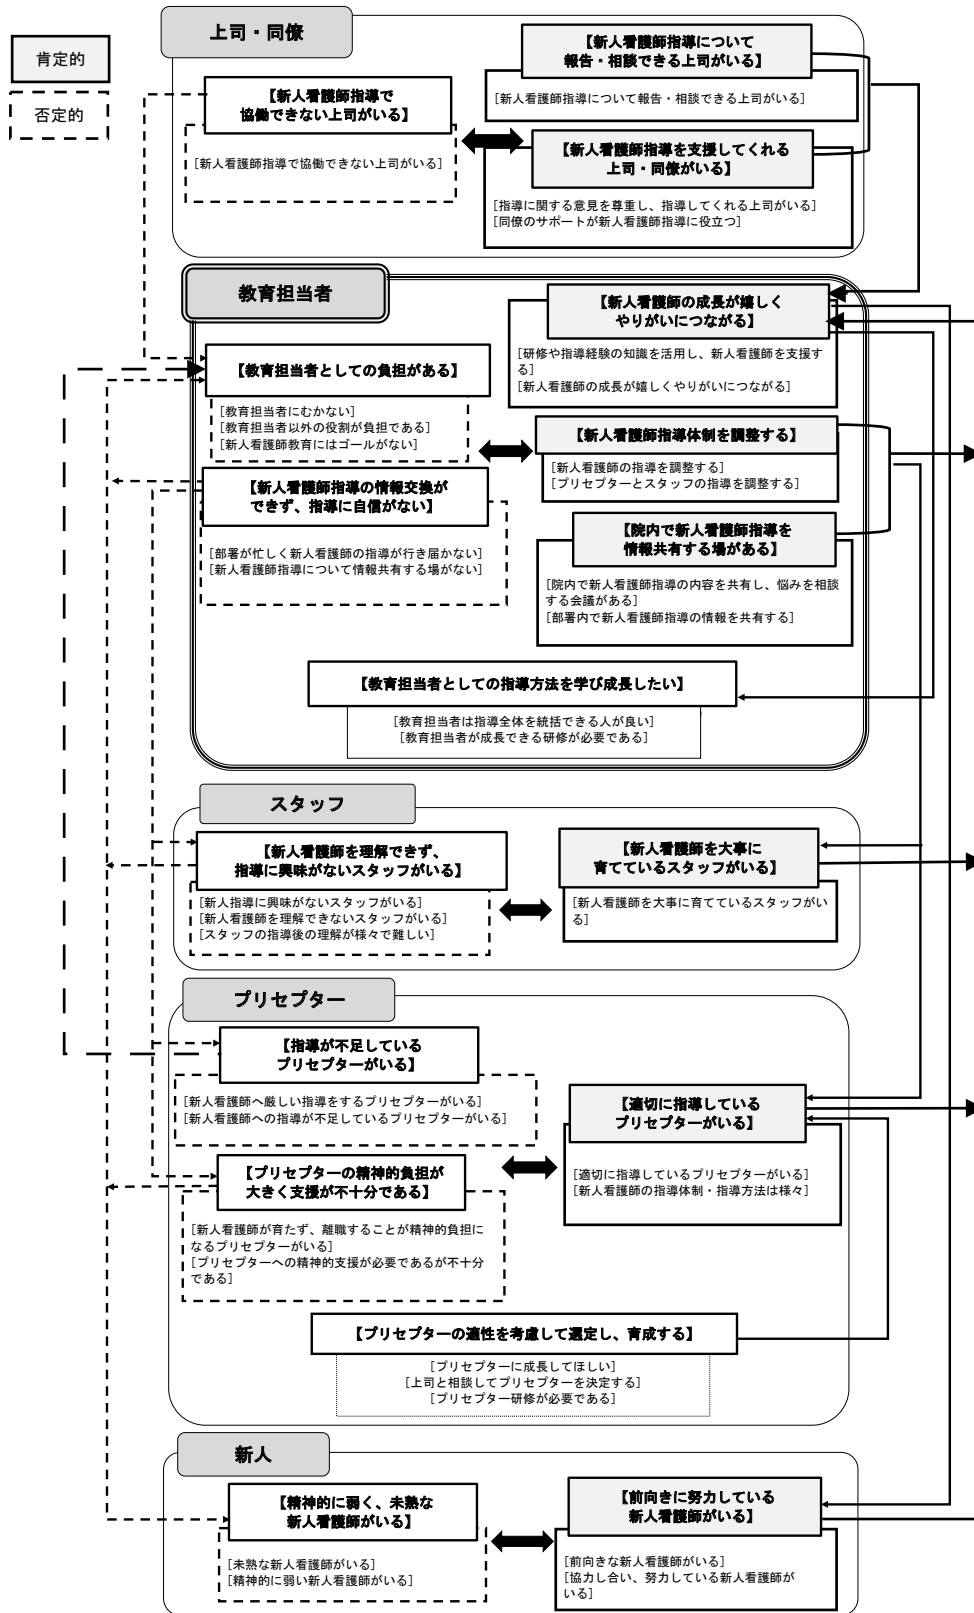 肯定的
否定的
上司・同僚
【新人看護師指導について
報告・相談できる上司がいる】
[新人看護師指導について報告・相談できる上司がいる]
【新人看護師指導で
協働できない上司がいる】
[新人看護師指導で協働できない上司がいる]
【新人看護師指導を支援してくれる
上司・同僚がいる】
[指導に関する意見を尊重し、指導してくれる上司がいる]
[同僚のサポートが新人看護師指導に役立つ]
教育担当者
【新人看護師の成長が嬉しく
やりがいにつながる】
[研修や指導経験の知識を活用し、新人看護師を支援す
る]
[新人看護師の成長が嬉しくやりがいにつながる]
【教育担当者としての負担がある】
[教育担当者にむかない]
[教育担当者以外の役割が負担である]
[新人看護師教育にはゴールがない]
【新人看護師指導体制を調整する】
[新人看護師の指導を調整する]
[プリセプターとスタッフの指導を調整する]
【新人看護師指導の情報交換が
できず、指導に自信がない】
[部署が忙しく新人看護師の指導が行き届かない]
[新人看護師指導について情報共有する場がない]
【院内で新人看護師指導を
情報共有する場がある】
[院内で新人看護師指導の内容を共有し、悩みを相談
する会議がある]
[部署内で新人看護師指導の情報を共有する]
【教育担当者としての指導方法を学び成長したい】
[教育担当者は指導全体を統括できる人が良い]
[教育担当者が成長できる研修が必要である]
スタッフ
【新人看護師を理解できず、
指導に興味がないスタッフがいる】
[新人指導に興味がないスタッフがいる]
[新人看護師を理解できないスタッフがいる]
[スタッフの指導後の理解が様々で難しい]
【新人看護師を大事に
育てているスタッフがいる】
[新人看護師を大事に育てているスタッフがい
る]
プリセプター
【指導が不足している
プリセプターがいる】
[新人看護師へ厳しい指導をするプリセプターがいる]
[新人看護師への指導が不足しているプリセプターがいる]
【適切に指導している
プリセプターがいる】
[適切に指導しているプリセプターがいる]
[新人看護師の指導体制・指導方法は様々]
【プリセプターの精神的負担が
大きく支援が不十分である】
[新人看護師が育たず、離職することが精神的負担に
なるプリセプターがいる]
[プリセプターへの精神的支援が必要であるが不十分
である]
【プリセプターの適性を考慮して選定し、育成する】
[プリセプターに成長してほしい]
[上司と相談してプリセプターを決定する]
[プリセプター研修が必要である]
新人
【精神的に弱く、未熟な
新人看護師がいる】
[未熟な新人看護師がいる]
[精神的に弱い新人看護師がいる]
【前向きに努力している
新人看護師がいる】
[前向きな新人看護師がいる]
[協力し合い、努力している新人看護師が
いる]